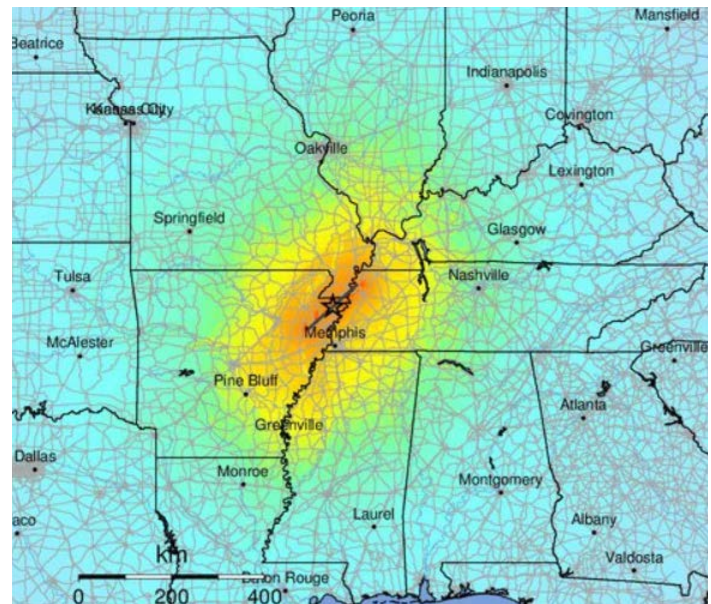 Peoria
Mansfield
Beatrice
Indianapolis
Kansas City
Covington
Oakville
Lexington
Springfield
Glasgow
Tulsa
Nashville
Memphis
McAlester
Greenville
Pine Bluff
Atlanta
Greenville
Dallas
Monroe
Montgomery
Laurel
Albany
aco
km
Valdosta
0 200 400
Baton Rouge